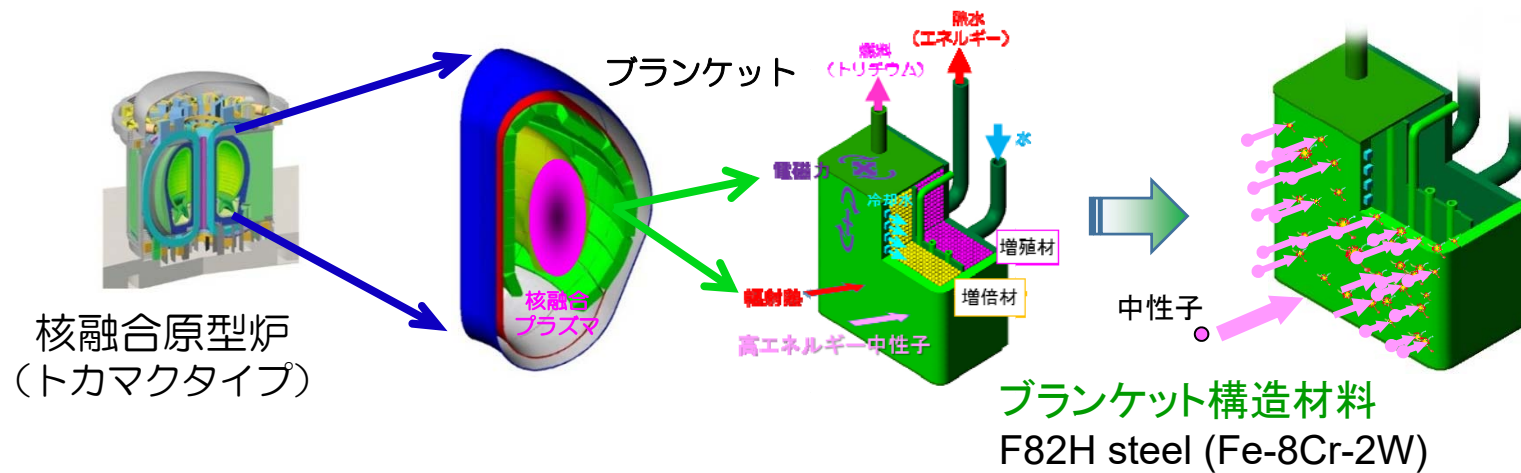 核融合原型炉
（トカマクタイプ）
ブランケット
核融合
プラズマ
燃料
（トリチウム）
（エネルギー）
水
電磁力
冷却水
増殖材
増倍材
輻射熱
高エネルギー中性子
中性子
ブランケット構造材料
F82H steel (Fe-8Cr-2W)